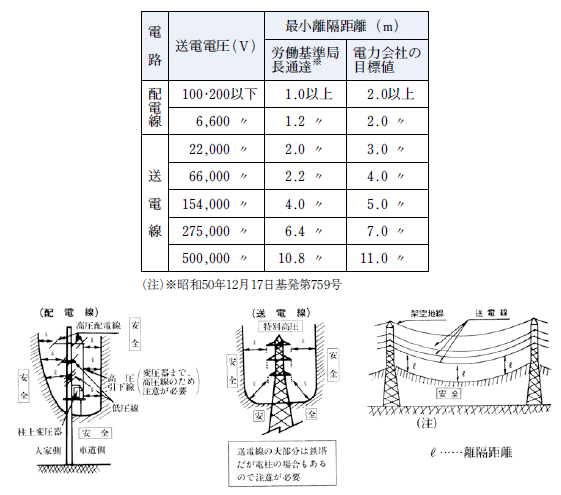 電路 送電電圧(V) 最小離隔距離(m)
労働基準局長通達※ 電力会社の目標値
配電線 100・200以下 1.0以上 2.0以上
6,600 〃 1.2 〃 2.0 〃
送電線 22,000 〃 2.0 〃 3.0 〃
66,000 〃 2.2 〃 4.0 〃
154,000 〃 4.0 〃 5.0 〃
275,000 〃 6.4 〃 7.0 〃
500,000 〃 10.8 〃 11.0 〃
(注)※昭和50年12月17日基発第759号
(配電線)
高圧配電線
安全
安全
高圧引下線
(変圧器まで、高圧線のため注意が必要)
低圧線
柱上変圧器
安全
人家側 車道側
(送電線)
特別高圧
安全
安全
安全
送電線の大部分は鉄塔
だが電柱の場合もある
ので注意が必要
架空地線 送電線
ℓ ℓ ℓ
安全
(注)
ℓ……離隔距離